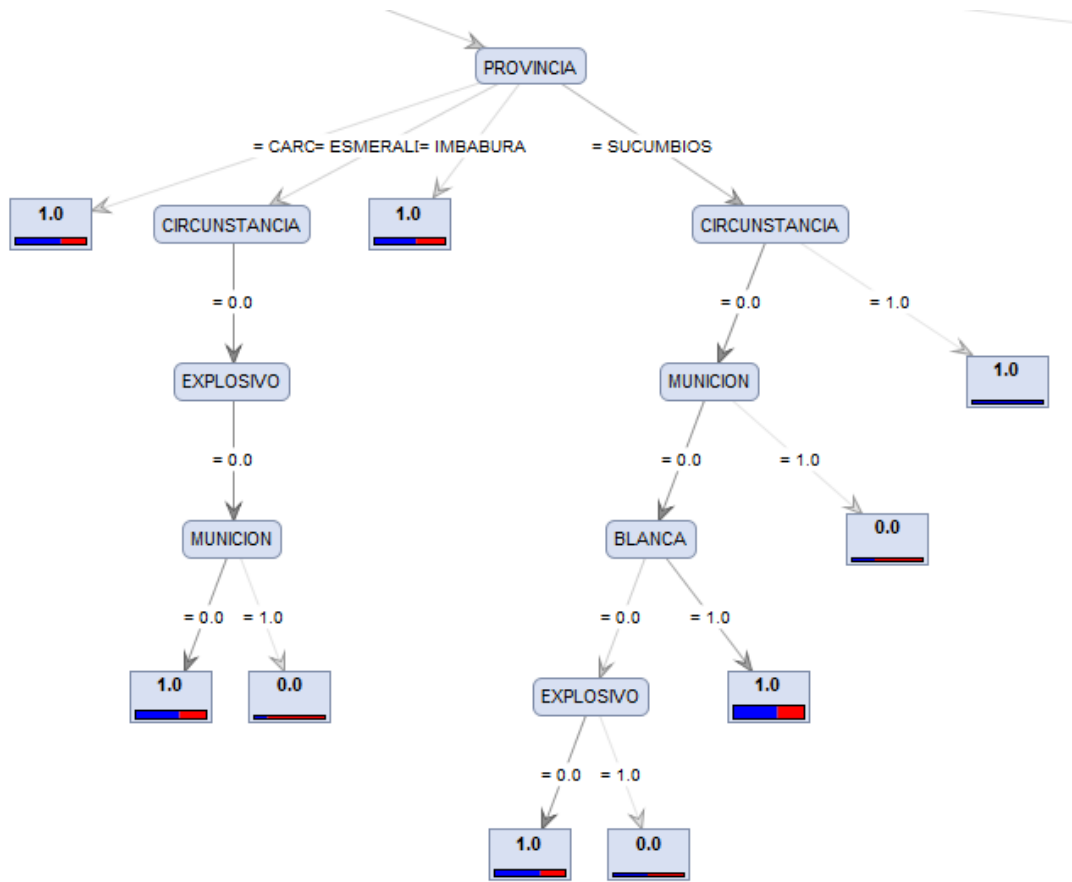 PROVINCIA
= CARC= ESMERALD= IMBABURA = SUCUMBIOS
1.0 CIRCUNSTANCIA 1.0 CIRCUNSTANCIA
= 0.0 = 0.0 = 1.0
EXPLOSIVO MUNICION 1.0
= 0.0 = 0.0 = 1.0
MUNICION BLANCA 0.0
= 0.0 = 1.0 = 0.0 = 1.0
1.0 0.0 EXPLOSIVO 1.0
= 0.0 = 1.0
1.0 0.0